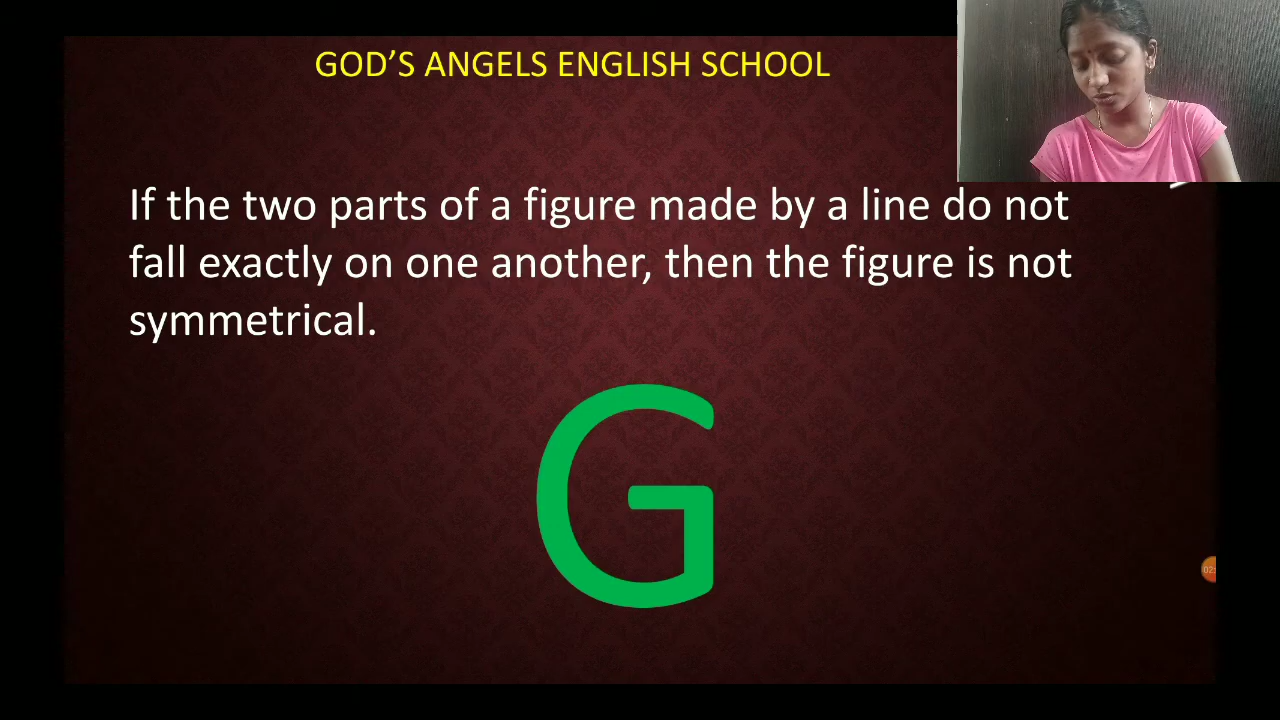 GOD’S ANGELS ENGLISH SCHOOL
If the two parts of a figure made by a line do not
fall exactly on one another, then the figure is not
symmetrical.
G
02: